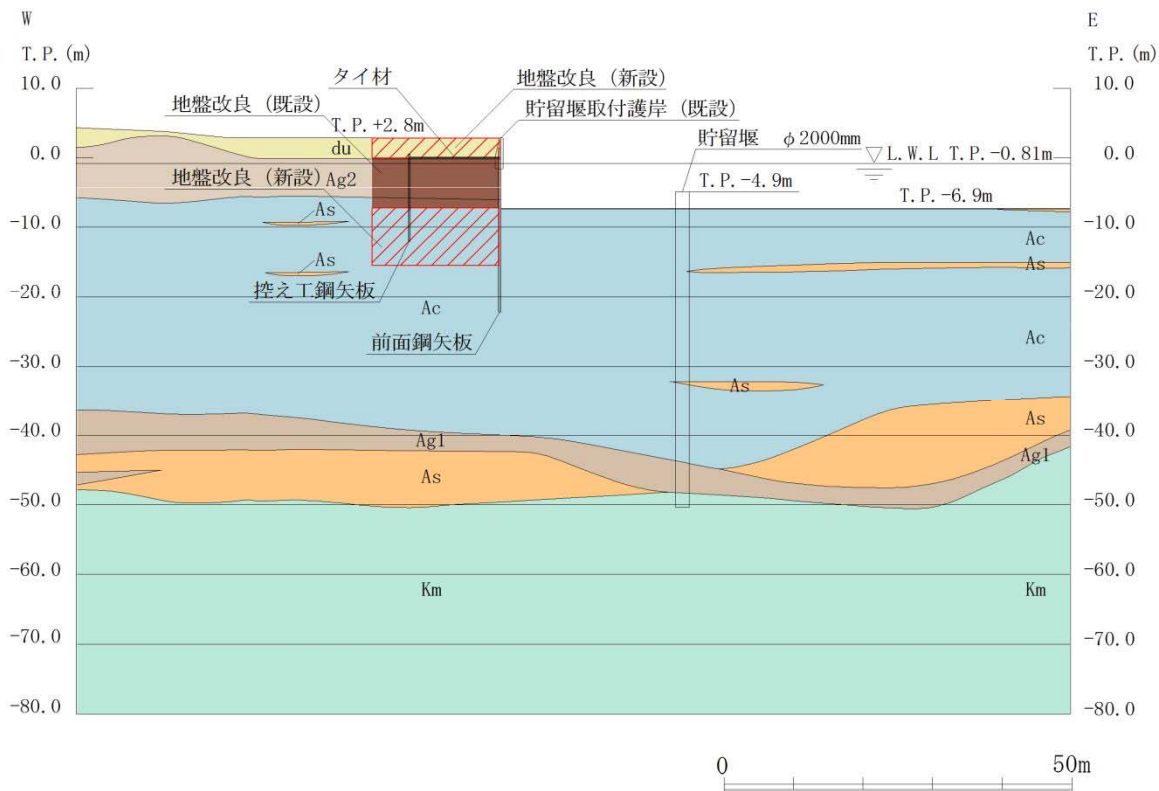 W
E
T.P.(m)
T.P.(m)
タイ材
地盤改良（新設）
10.0
10.0
地盤改良（既設）
貯留堰取付護岸（既設）
T.P.+2.8m
貯留堰 φ2000mm
du
L.W.L T.P.-0.81m
0.0
0.0
地盤改良（新設）
Ag2
T.P.-4.9m
T.P.-6.9m
As
-10.0
-10.0
Ac
As
As
控え工鋼矢板
-20.0
-20.0
Ac
前面鋼矢板
Ac
-30.0
-30.0
As
As
-40.0
-40.0
Ag1
Ag1
As
-50.0
-50.0
-60.0
-60.0
Km
Km
-70.0
-70.0
-80.0
-80.0
0
50m